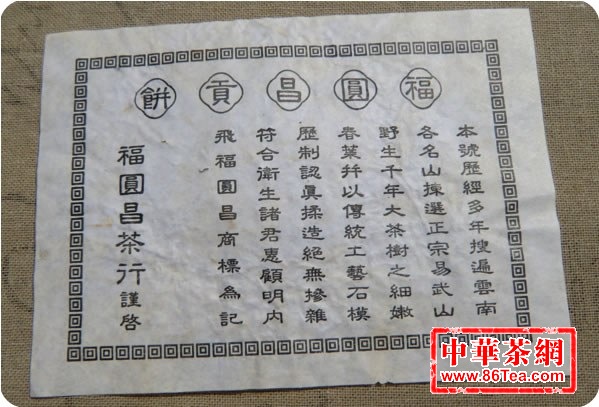 福圓昌貢餅
本號歷經多年搜遍雲南
各名山揀選正宗易武山
野生千年大茶樹之細嫩
春葉幷以傳統工藝石模
歷制認眞揉造絕無摻雜
符合衛生諸君惠顧明內
飛福圓昌商標為記
福圓昌茶行謹啓
中華茶網
www.86Tea.com